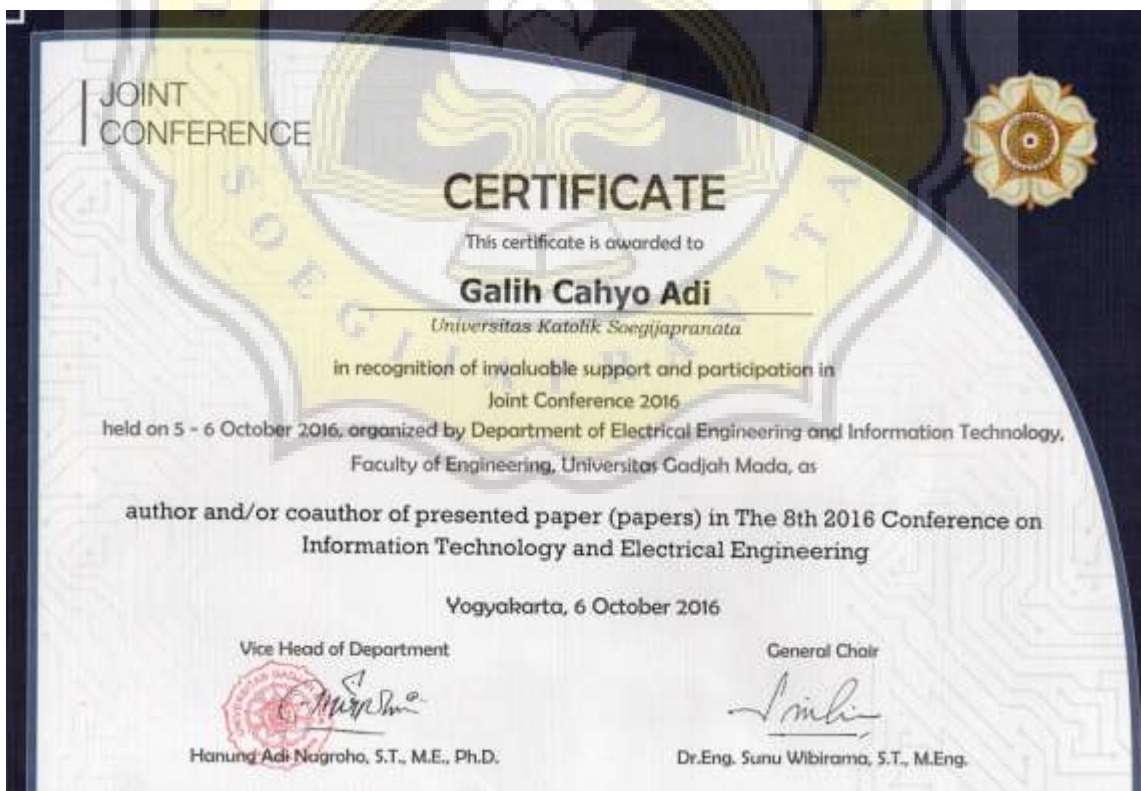 JOINT
CONFERENCE
CERTIFICATE
This certificate is awarded to
Galih Cahyo Adi
Universitas Katolik Soegijapranata
in recognition of invaluable support and participation in
Joint Conference 2016
held on 5 - 6 October 2016, organized by Department of Electrical Engineering and Information Technology,
Faculty of Engineering, Universitas Gadjah Mada, as
author and/or coauthor of presented paper (papers) in The 8th 2016 Conference on
Information Technology and Electrical Engineering
Yogyakarta, 6 October 2016
Vice Head of Department
General Chair
Hanung Adi Nugroho, S.T., M.E., Ph.D.
Dr.Eng. Sunu Wibirama, S.T., M.Eng.
SOEGIJAPRANATA